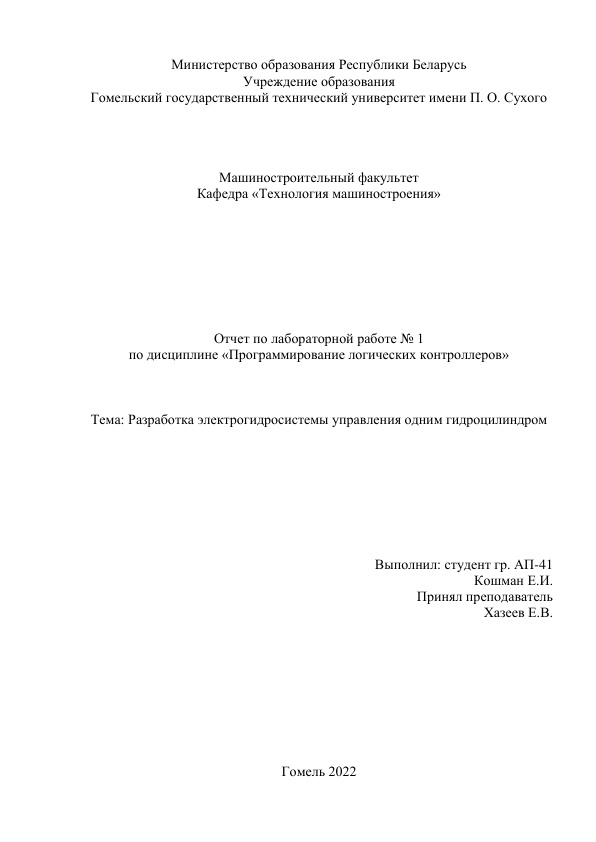 Министерство образования Республики Беларусь
Учреждение образования
Гомельский государственный технический университет имени П. О. Сухого
Машиностроительный факультет
Кафедра «Технология машиностроения»
Отчет по лабораторной работе № 1
по дисциплине «Программирование логических контроллеров»
Тема: Разработка электрогидросистемы управления одним гидроцилиндром
Выполнил: студент гр. АП-41
Кошман Е.И.
Принял преподаватель
Хазеев Е.В.
Гомель 2022